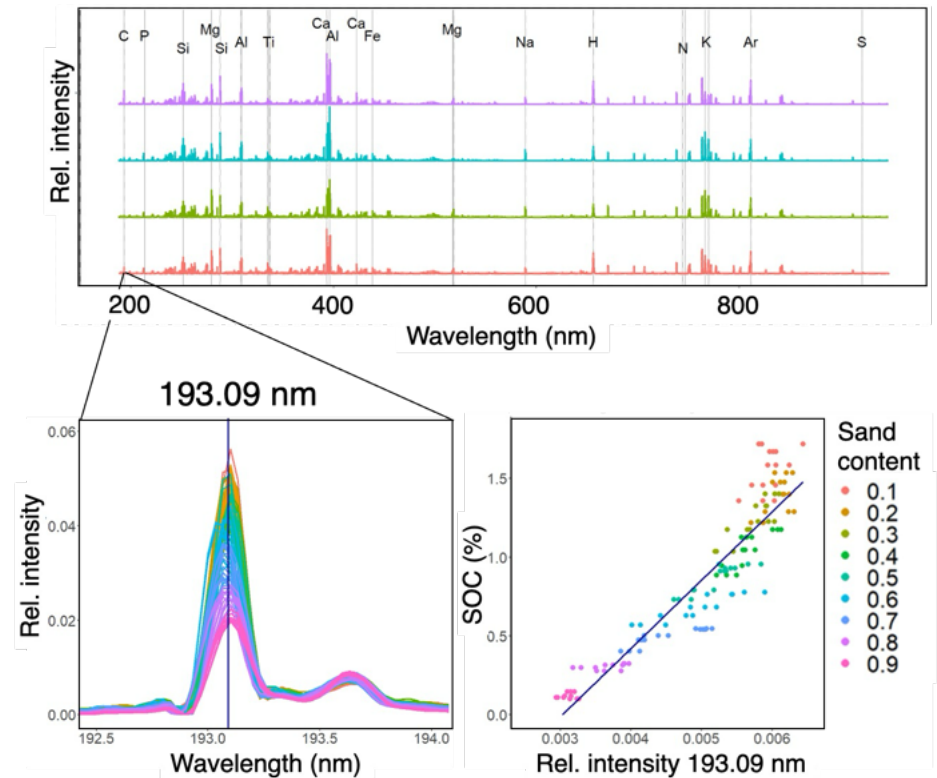 C P Si Mg Si Al Ti Ca Al Ca Fe Mg Na H N K Ar S
Rel. intensity
200 400 600 800
Wavelength (nm)
193.09 nm
0.06
0.04
0.02
0.00
Rel. intensity
192.5 193.0 193.5 194.0
Wavelength (nm)
1.5
1.0
0.5
0.0
SOC (%)
0.003 0.004 0.005 0.006
Rel. intensity 193.09 nm
Sand
content
0.1
0.2
0.3
0.4
0.5
0.6
0.7
0.8
0.9